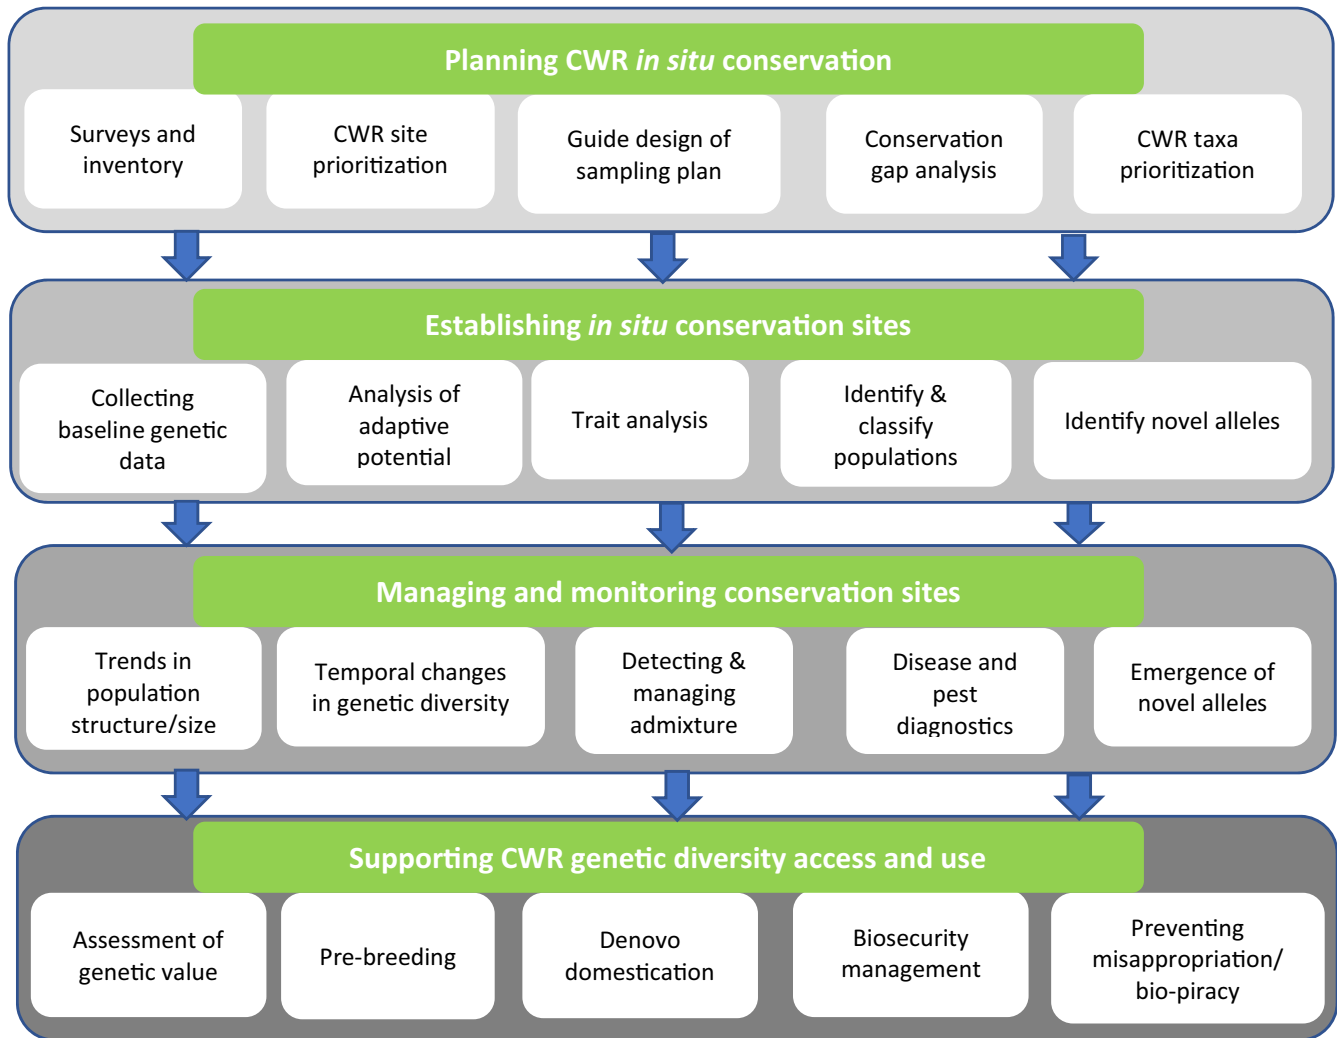 Planning CWR in situ conservation
Surveys and
inventory
CWR site
prioritization
Guide design of
sampling plan
Conservation
gap analysis
CWR taxa
prioritization
Establishing in situ conservation sites
Collecting
baseline genetic
data
Analysis of
adaptive
potential
Trait analysis
Identify &
classify
populations
Identify novel alleles
Managing and monitoring conservation sites
Trends in
population
structure/size
Temporal changes
in genetic diversity
Detecting &
managing
admixture
Disease and
pest
diagnostics
Emergence of
novel alleles
Supporting CWR genetic diversity access and use
Assessment of
genetic value
Pre-breeding
Denovo
domestication
Biosecurity
management
Preventing
misappropriation/
bio-piracy